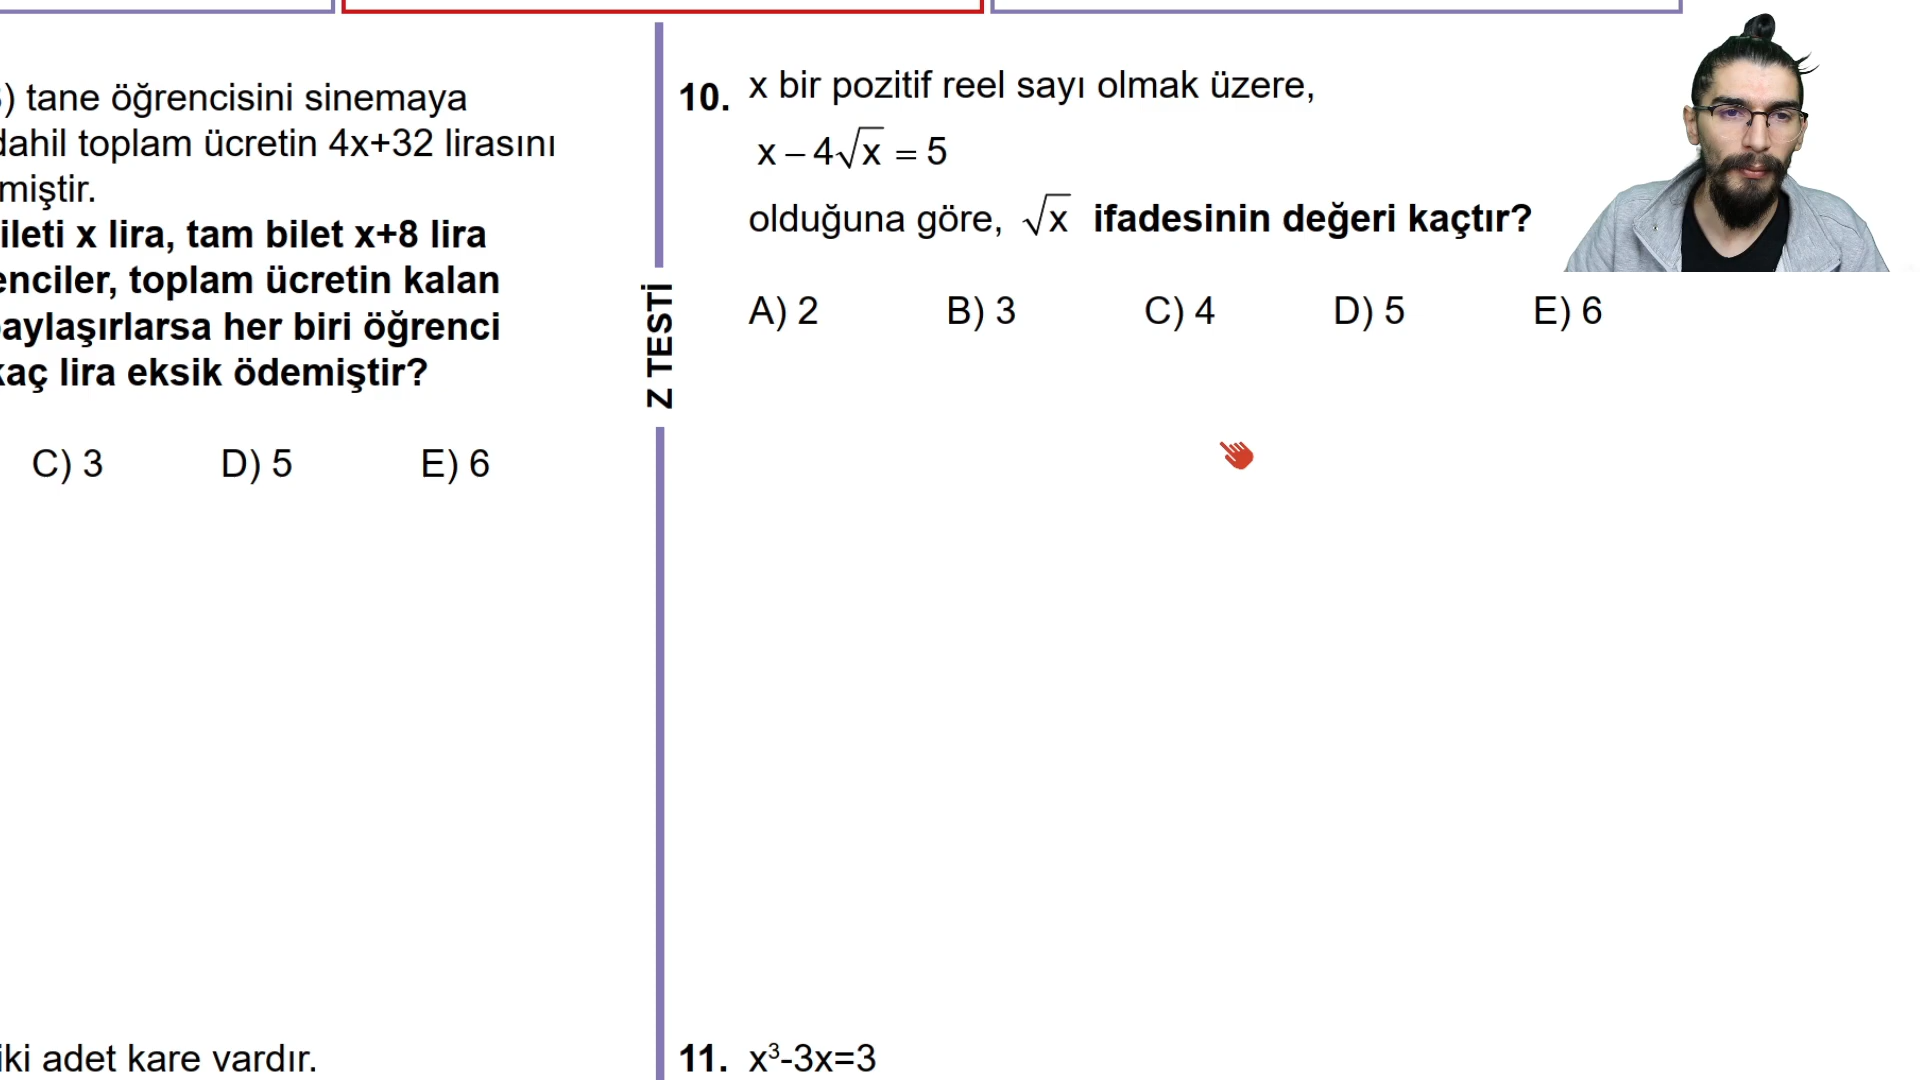 tane öğrencisini sinemaya
dahil toplam ücretin 4x+32 lirasını
miştir.
ileti x lira, tam bilet x+8 lira
enciler, toplam ücretin kalan
paylaşırlarsa her biri öğrenci
kaç lira eksik ödemiştir?
C) 3 D) 5 E) 6
iki adet kare vardır.
Z TESTİ
10. x bir pozitif reel sayı olmak üzere,
x – 4√x = 5
olduğuna göre, √x ifadesinin değeri kaçtır?
A) 2 B) 3 C) 4 D) 5 E) 6
11. x³-3x=3